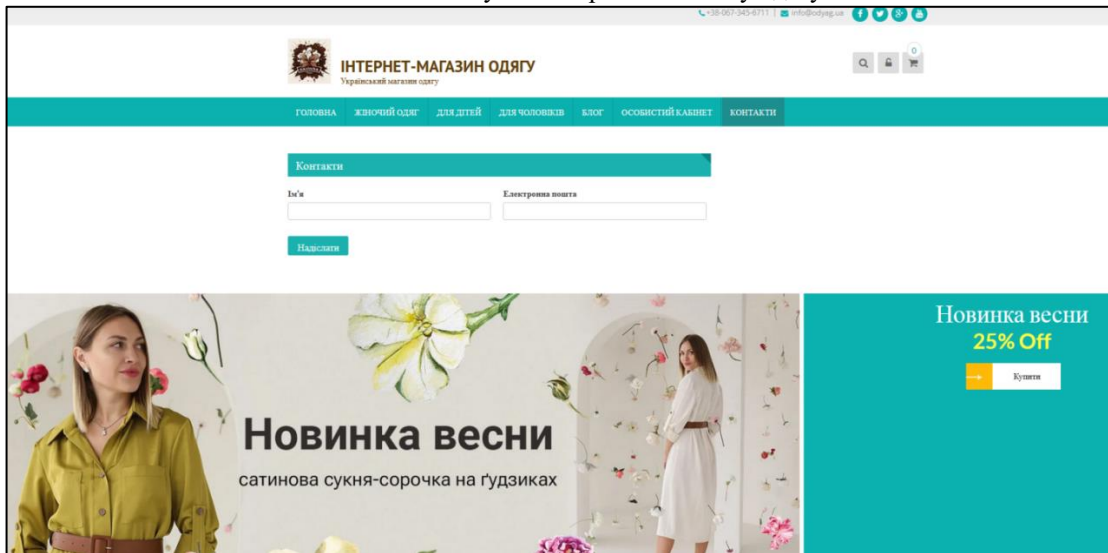 +38-067-345-6711 | info@odyag.ua
0
ІНТЕРНЕТ-МАГАЗИН ОДЯГУ
Український магазин одягу
ГОЛОВНА ЖІНОЧИЙ ОДЯГ ДЛЯ ДІТЕЙ ДЛЯ ЧОЛОВІКІВ БЛОГ ОСОБИСТИЙ КАБІНЕТ КОНТАКТИ
Контакти
Ім'я Електронна пошта
Надіслати
Новинка весни
25% Off
Купити
Новинка весни
сатинова сукня-сорочка на ґудзиках